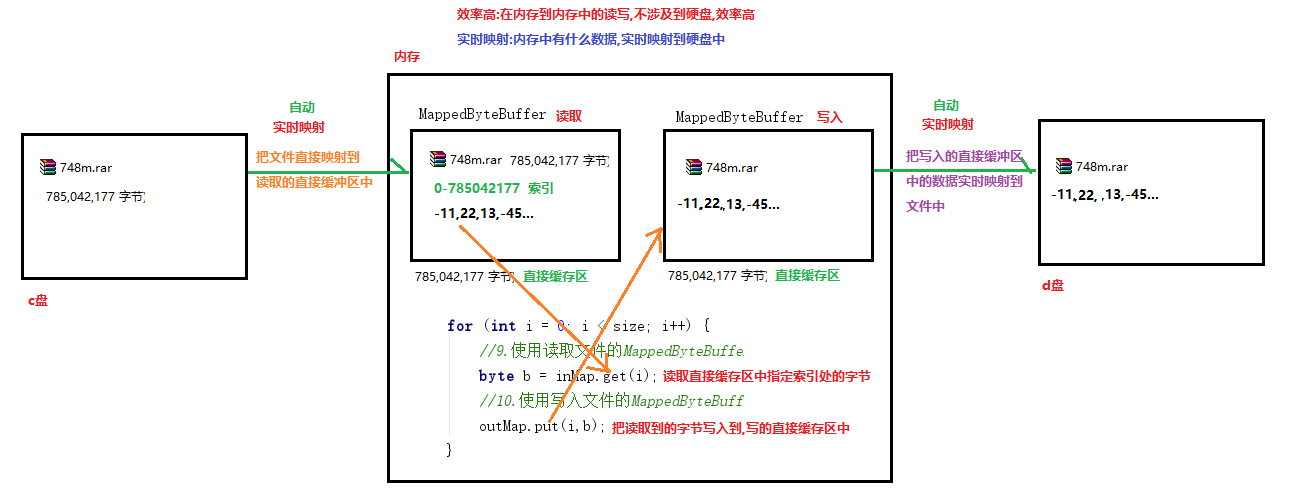 效率高:在内存到内存中的读写,不涉及到硬盘,效率高
实时映射:内存中有什么数据,实时映射到硬盘中
内存
自动
实时映射
把文件直接映射到
读取的直接缓冲区中
748m.rar
785,042,177 字节)
c盘
MappedByteBuffer 读取
748m.rar 785,042,177 字节)
0-785042177 索引
-11,22,13,-45...
785,042,177 字节) 直接缓存区
MappedByteBuffer 写入
748m.rar
-11,22,,13,-45...
785,042,177 字节) 直接缓存区
for (int i = 0; i < size; i++) {
//9.使用读取文件的MappedByteBuffe
byte b = inMap.get(i); 读取直接缓存区中指定索引处的字节
//10.使用写入文件的MappedByteBuff
outMap.put(i,b); 把读取到的字节写入到,写的直接缓存区中
}
自动
实时映射
把写入的直接缓冲区
中的数据实时映射到
文件中
748m.rar
-11,,22, ,13,-45...
d盘